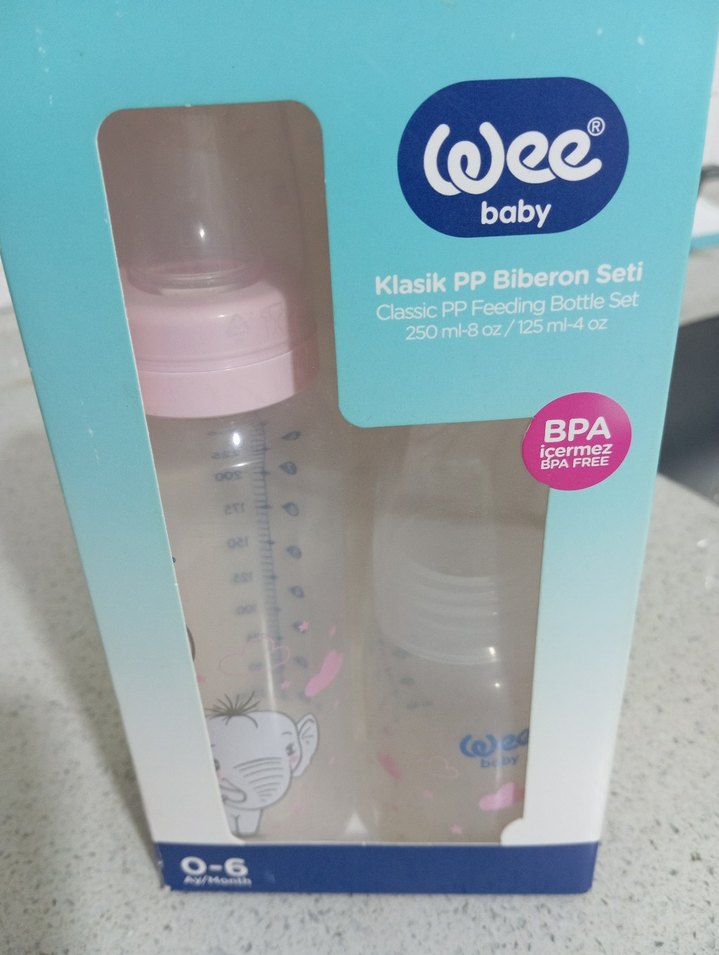 Wee®
baby
Klasik PP Biberon Seti
Classic PP Feeding Bottle Set
250 ml-8 oz / 125 ml-4 oz
BPA
içermez
BPA FREE
225
200
175
150
125
100
Wee
baby
0-6
Ay/Month